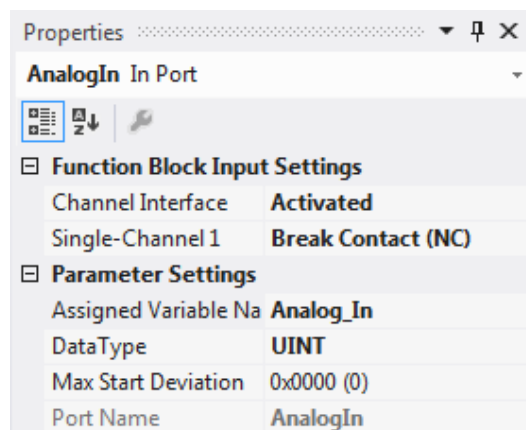 Properties
AnalogIn In Port
Function Block Input Settings
Channel Interface Activated
Single-Channel 1 Break Contact (NC)
Parameter Settings
Assigned Variable Na Analog_In
DataType UINT
Max Start Deviation 0x0000 (0)
Port Name AnalogIn